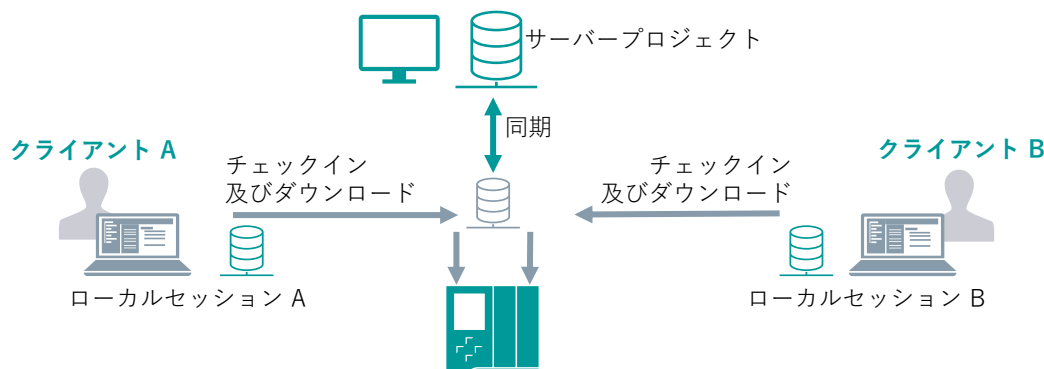 サーバープロジェクト
同期
クライアント A
チェックイン
及びダウンロード
ローカルセッション A
クライアント B
チェックイン
及びダウンロード
ローカルセッション B